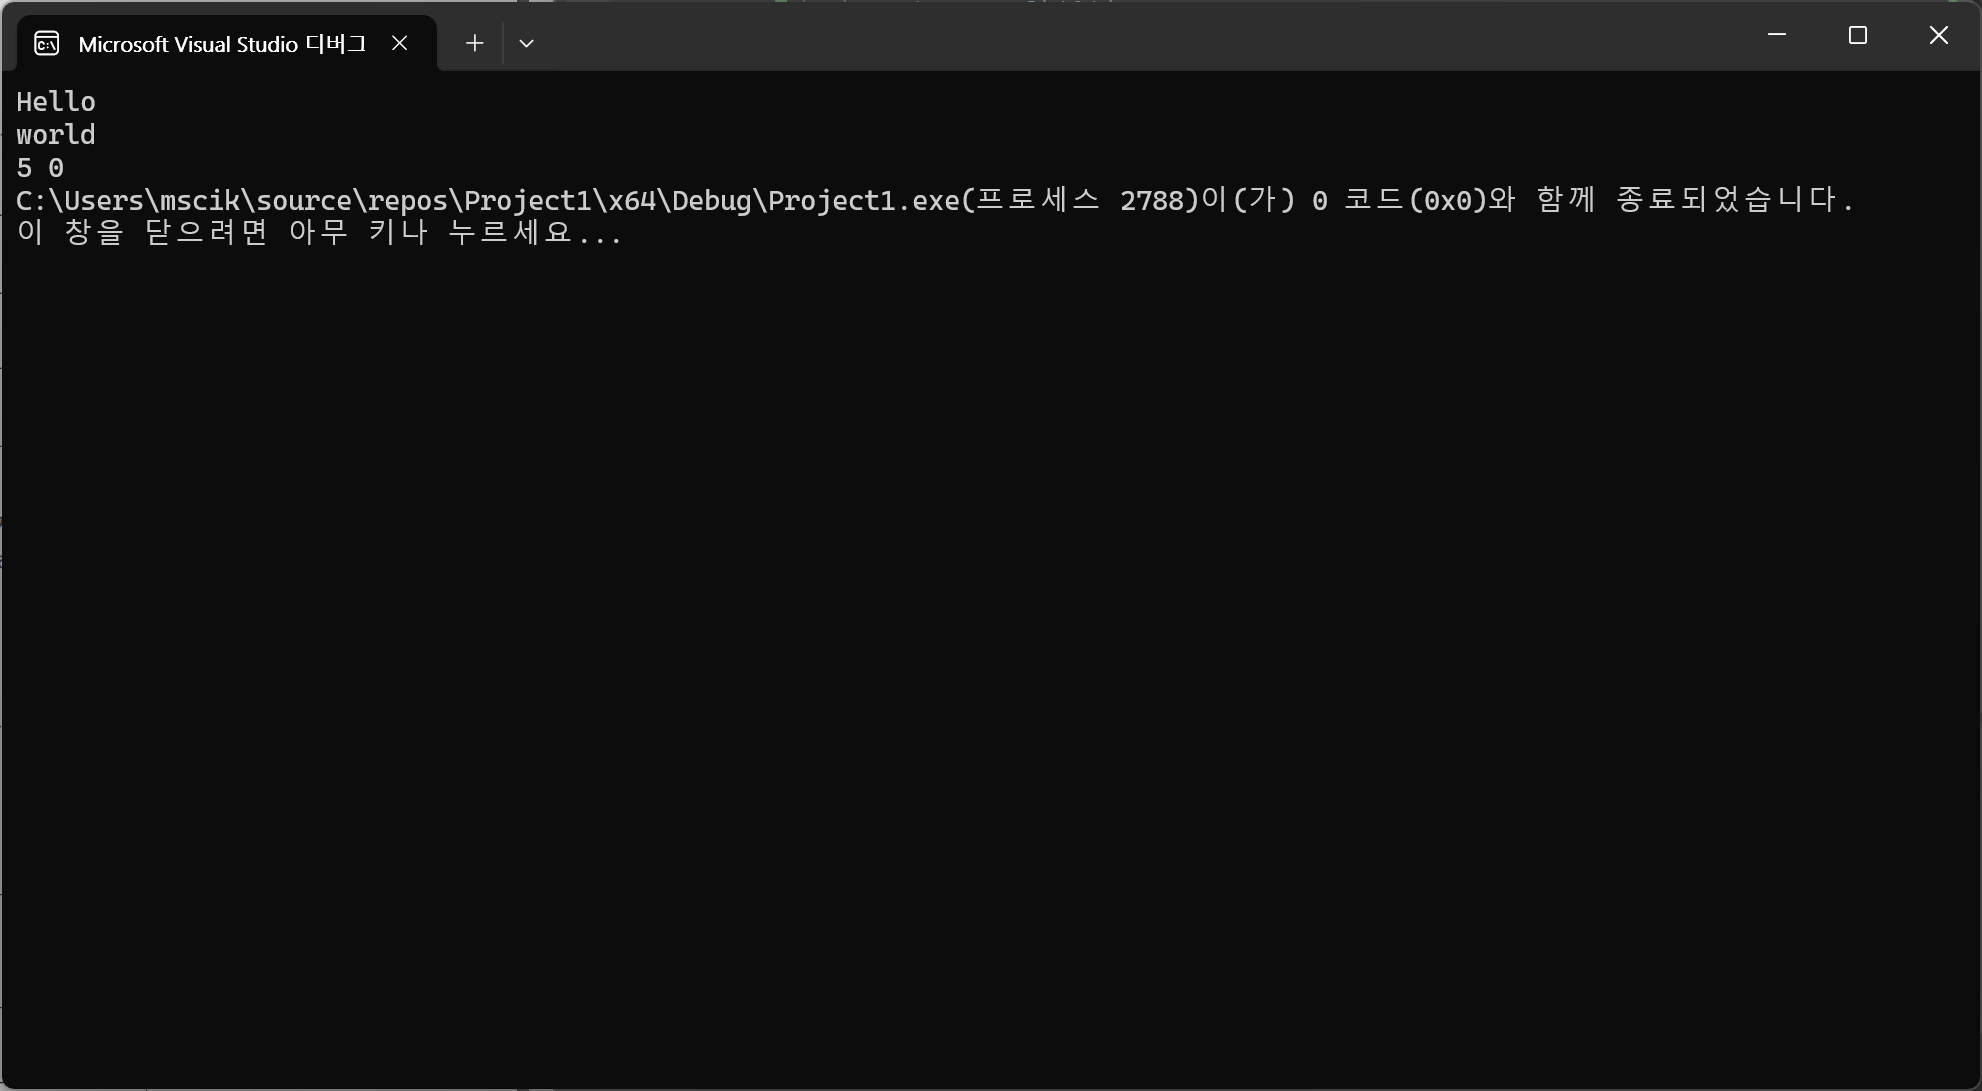 Microsoft Visual Studio 디버그
Hello
world
5 0
C:\Users\mscik\source\repos\Project1\x64\Debug\Project1.exe(프로세스 2788)이(가) 0 코드(0x0)와 함께 종료되었습니다.
이 창을 닫으려면 아무 키나 누르세요...